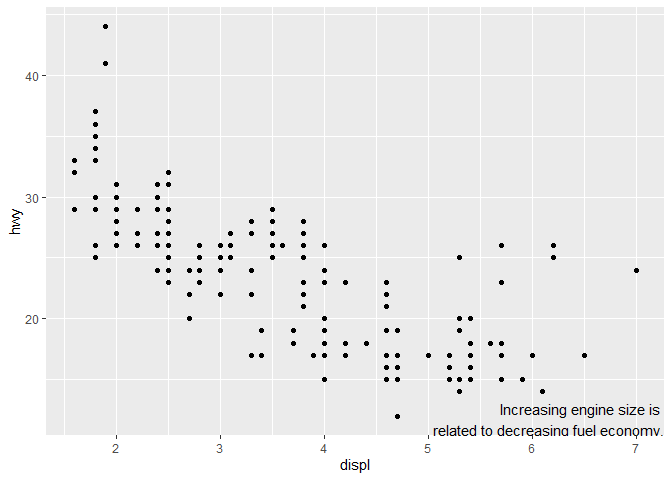 40
30
20
hwy
Increasing engine size is
related to decreasing fuel economy.
2 3 4 5 6 7
displ